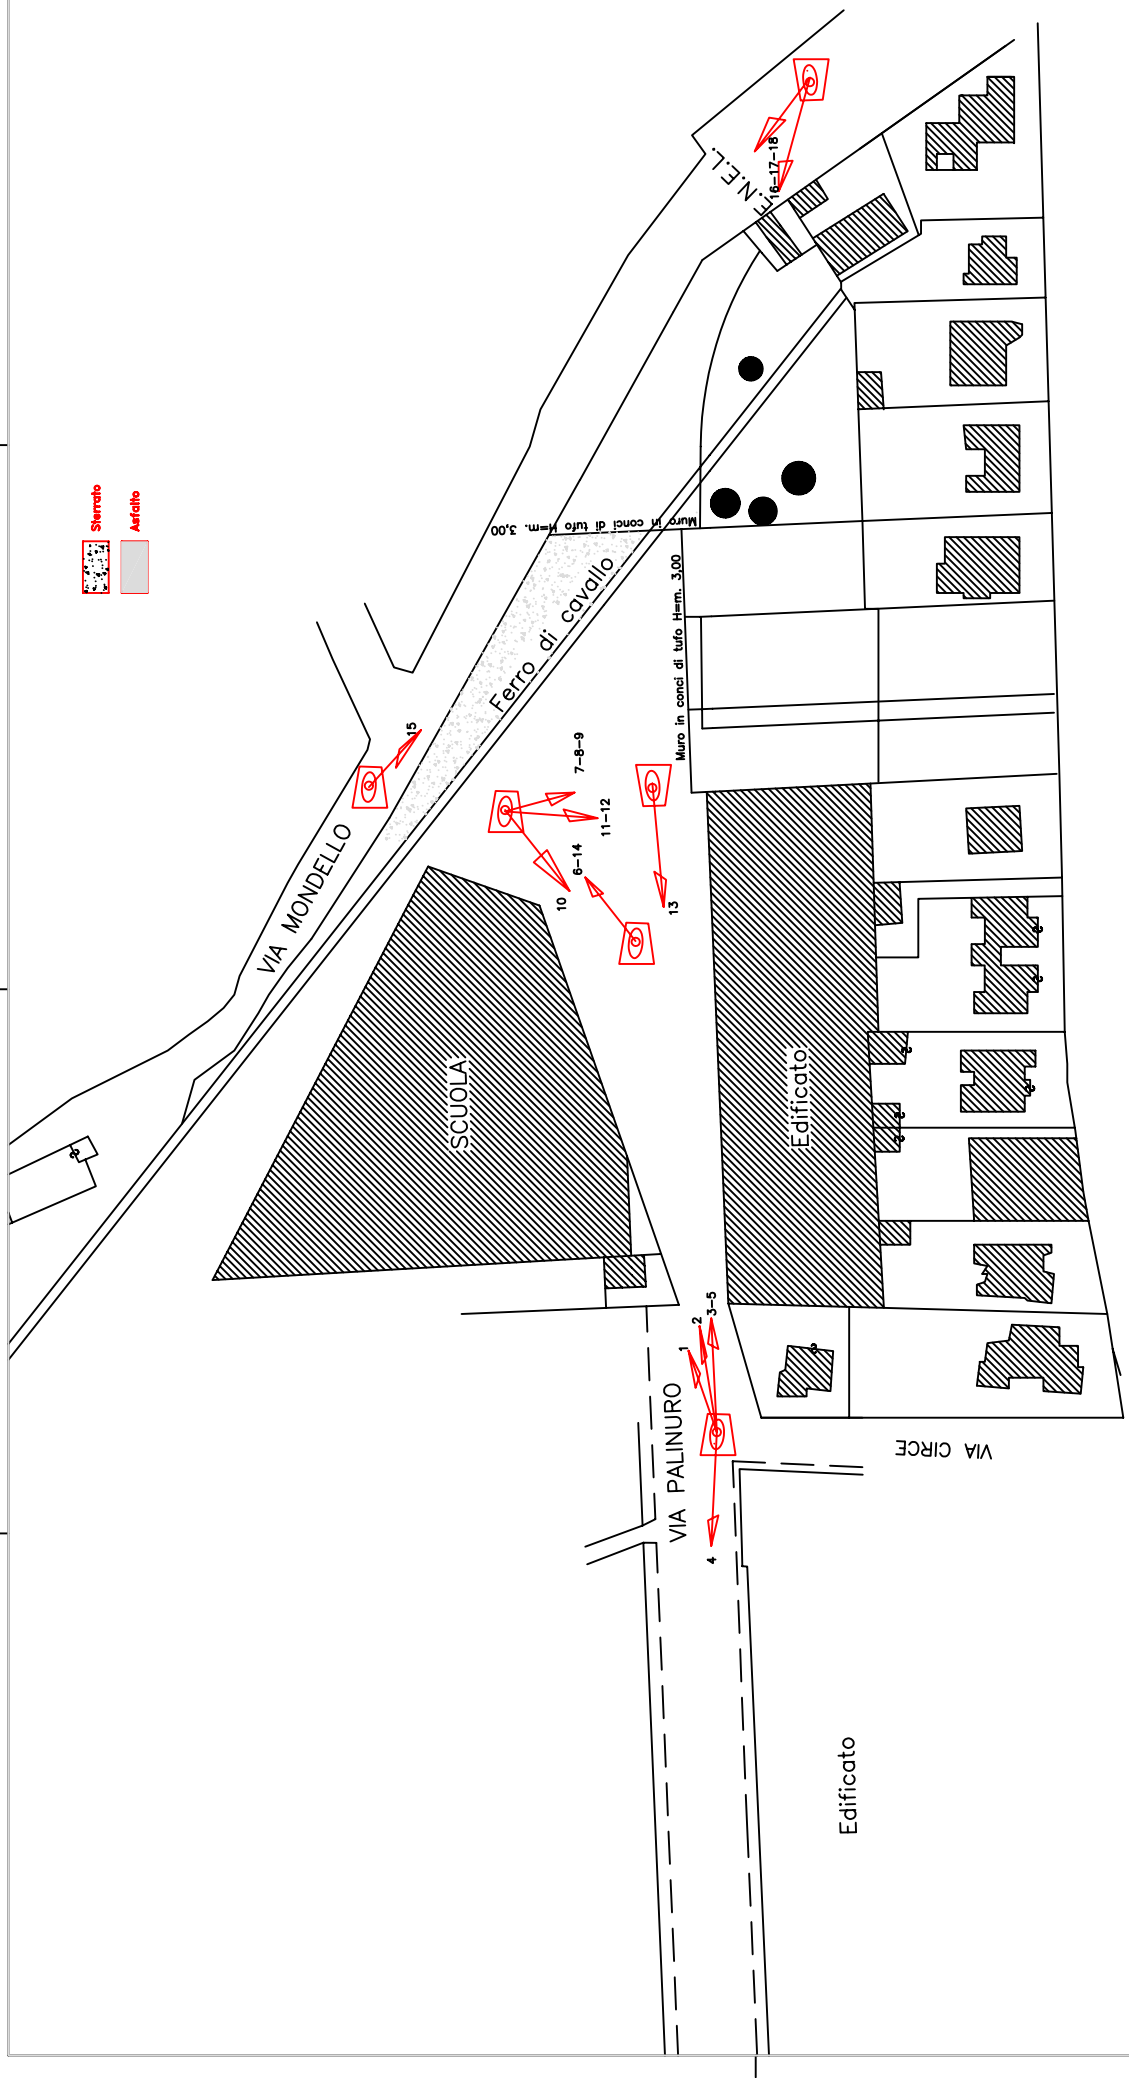 Sterrato
Asfalto
E.N.E.L.
16-17-18
Muro in conci di tufo H=m. 3,00
Ferro di cavallo
Muro in conci di tufo H=m. 3,00
15
VIA MONDELLO
7-8-9
11-12
6-14
10
13
SCUOLA
Edificato
1
2
3-5
VIA PALINURO
4
VIA CIRCE
Edificato